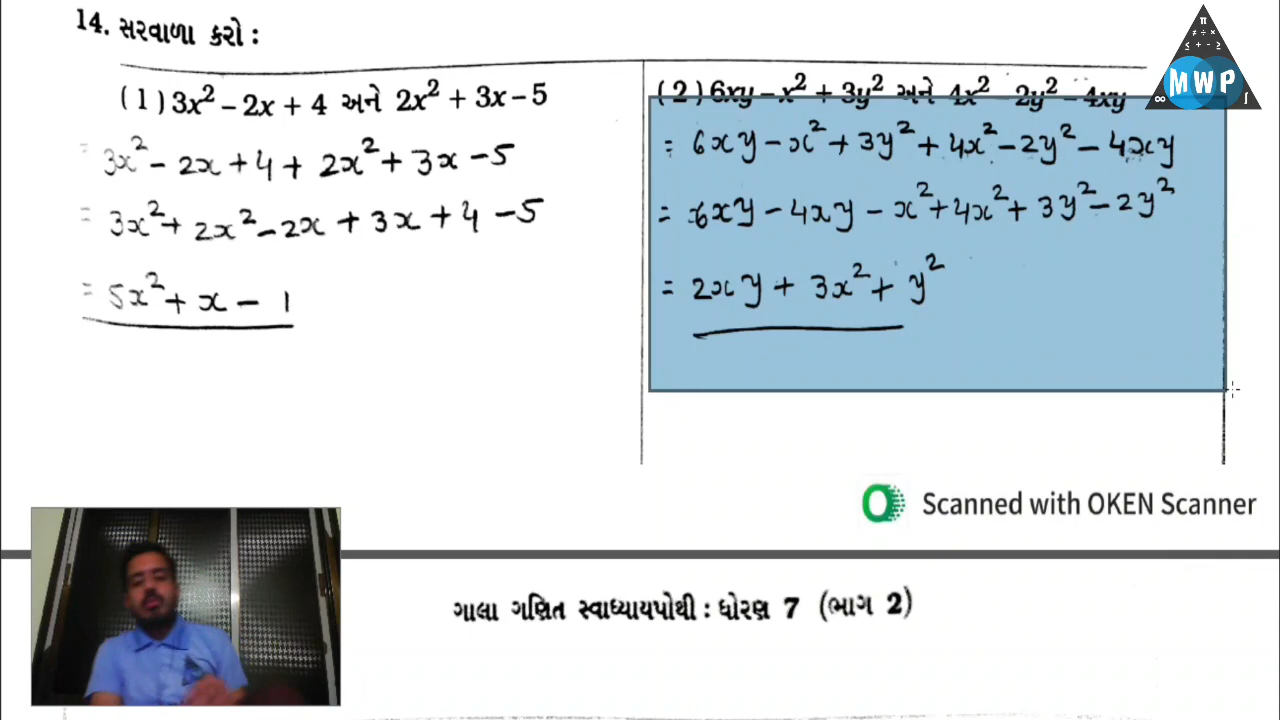 14. સરવાળા કરો :
(1) 3x² – 2x + 4 અને 2x² + 3x – 5
= 3x² – 2x + 4 + 2x² + 3x – 5
= 3x² + 2x² – 2x + 3x + 4 – 5
= 5x² + x – 1
(2) 6xy – x² + 3y² અને 4x² – 2y² – 4xy
= 6xy – x² + 3y² + 4x² – 2y² – 4xy
= 6xy – 4xy – x² + 4x² + 3y² – 2y²
= 2xy + 3x² + y²
π
≠ ÷ ×
≤ + – ≥
MWP
∞ ∫
Scanned with OKEN Scanner
ગાલા ગણિત સ્વાધ્યાયપોથી : ધોરણ 7 (ભાગ 2)